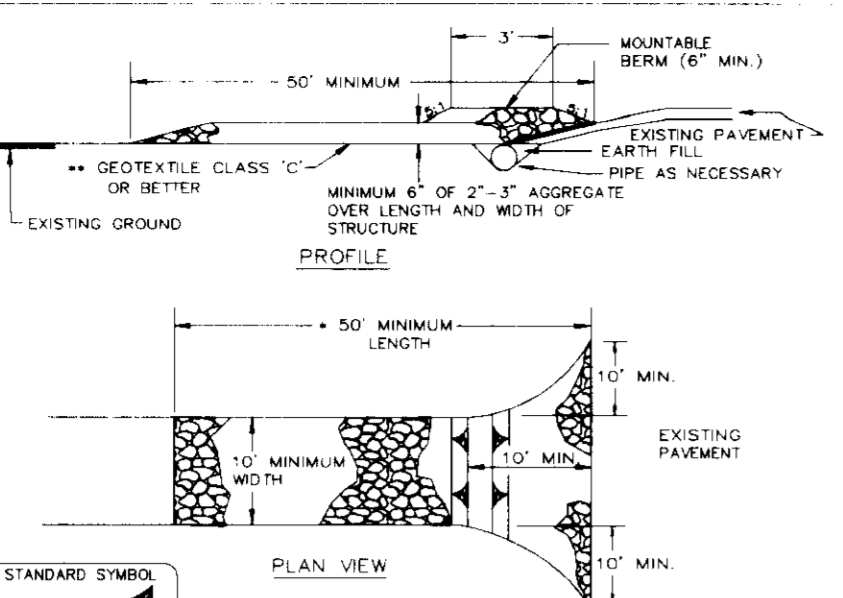 3'
MOUNTABLE
BERM (6" MIN.)
50' MINIMUM
5:1
5:1
EXISTING PAVEMENT
** GEOTEXTILE CLASS 'C'
OR BETTER
EARTH FILL
PIPE AS NECESSARY
MINIMUM 6" OF 2"-3" AGGREGATE
OVER LENGTH AND WIDTH OF
STRUCTURE
EXISTING GROUND
PROFILE
* 50' MINIMUM
LENGTH
10' MIN.
EXISTING
PAVEMENT
10' MINIMUM
WIDTH
10' MIN
10' MIN.
PLAN VIEW
STANDARD SYMBOL